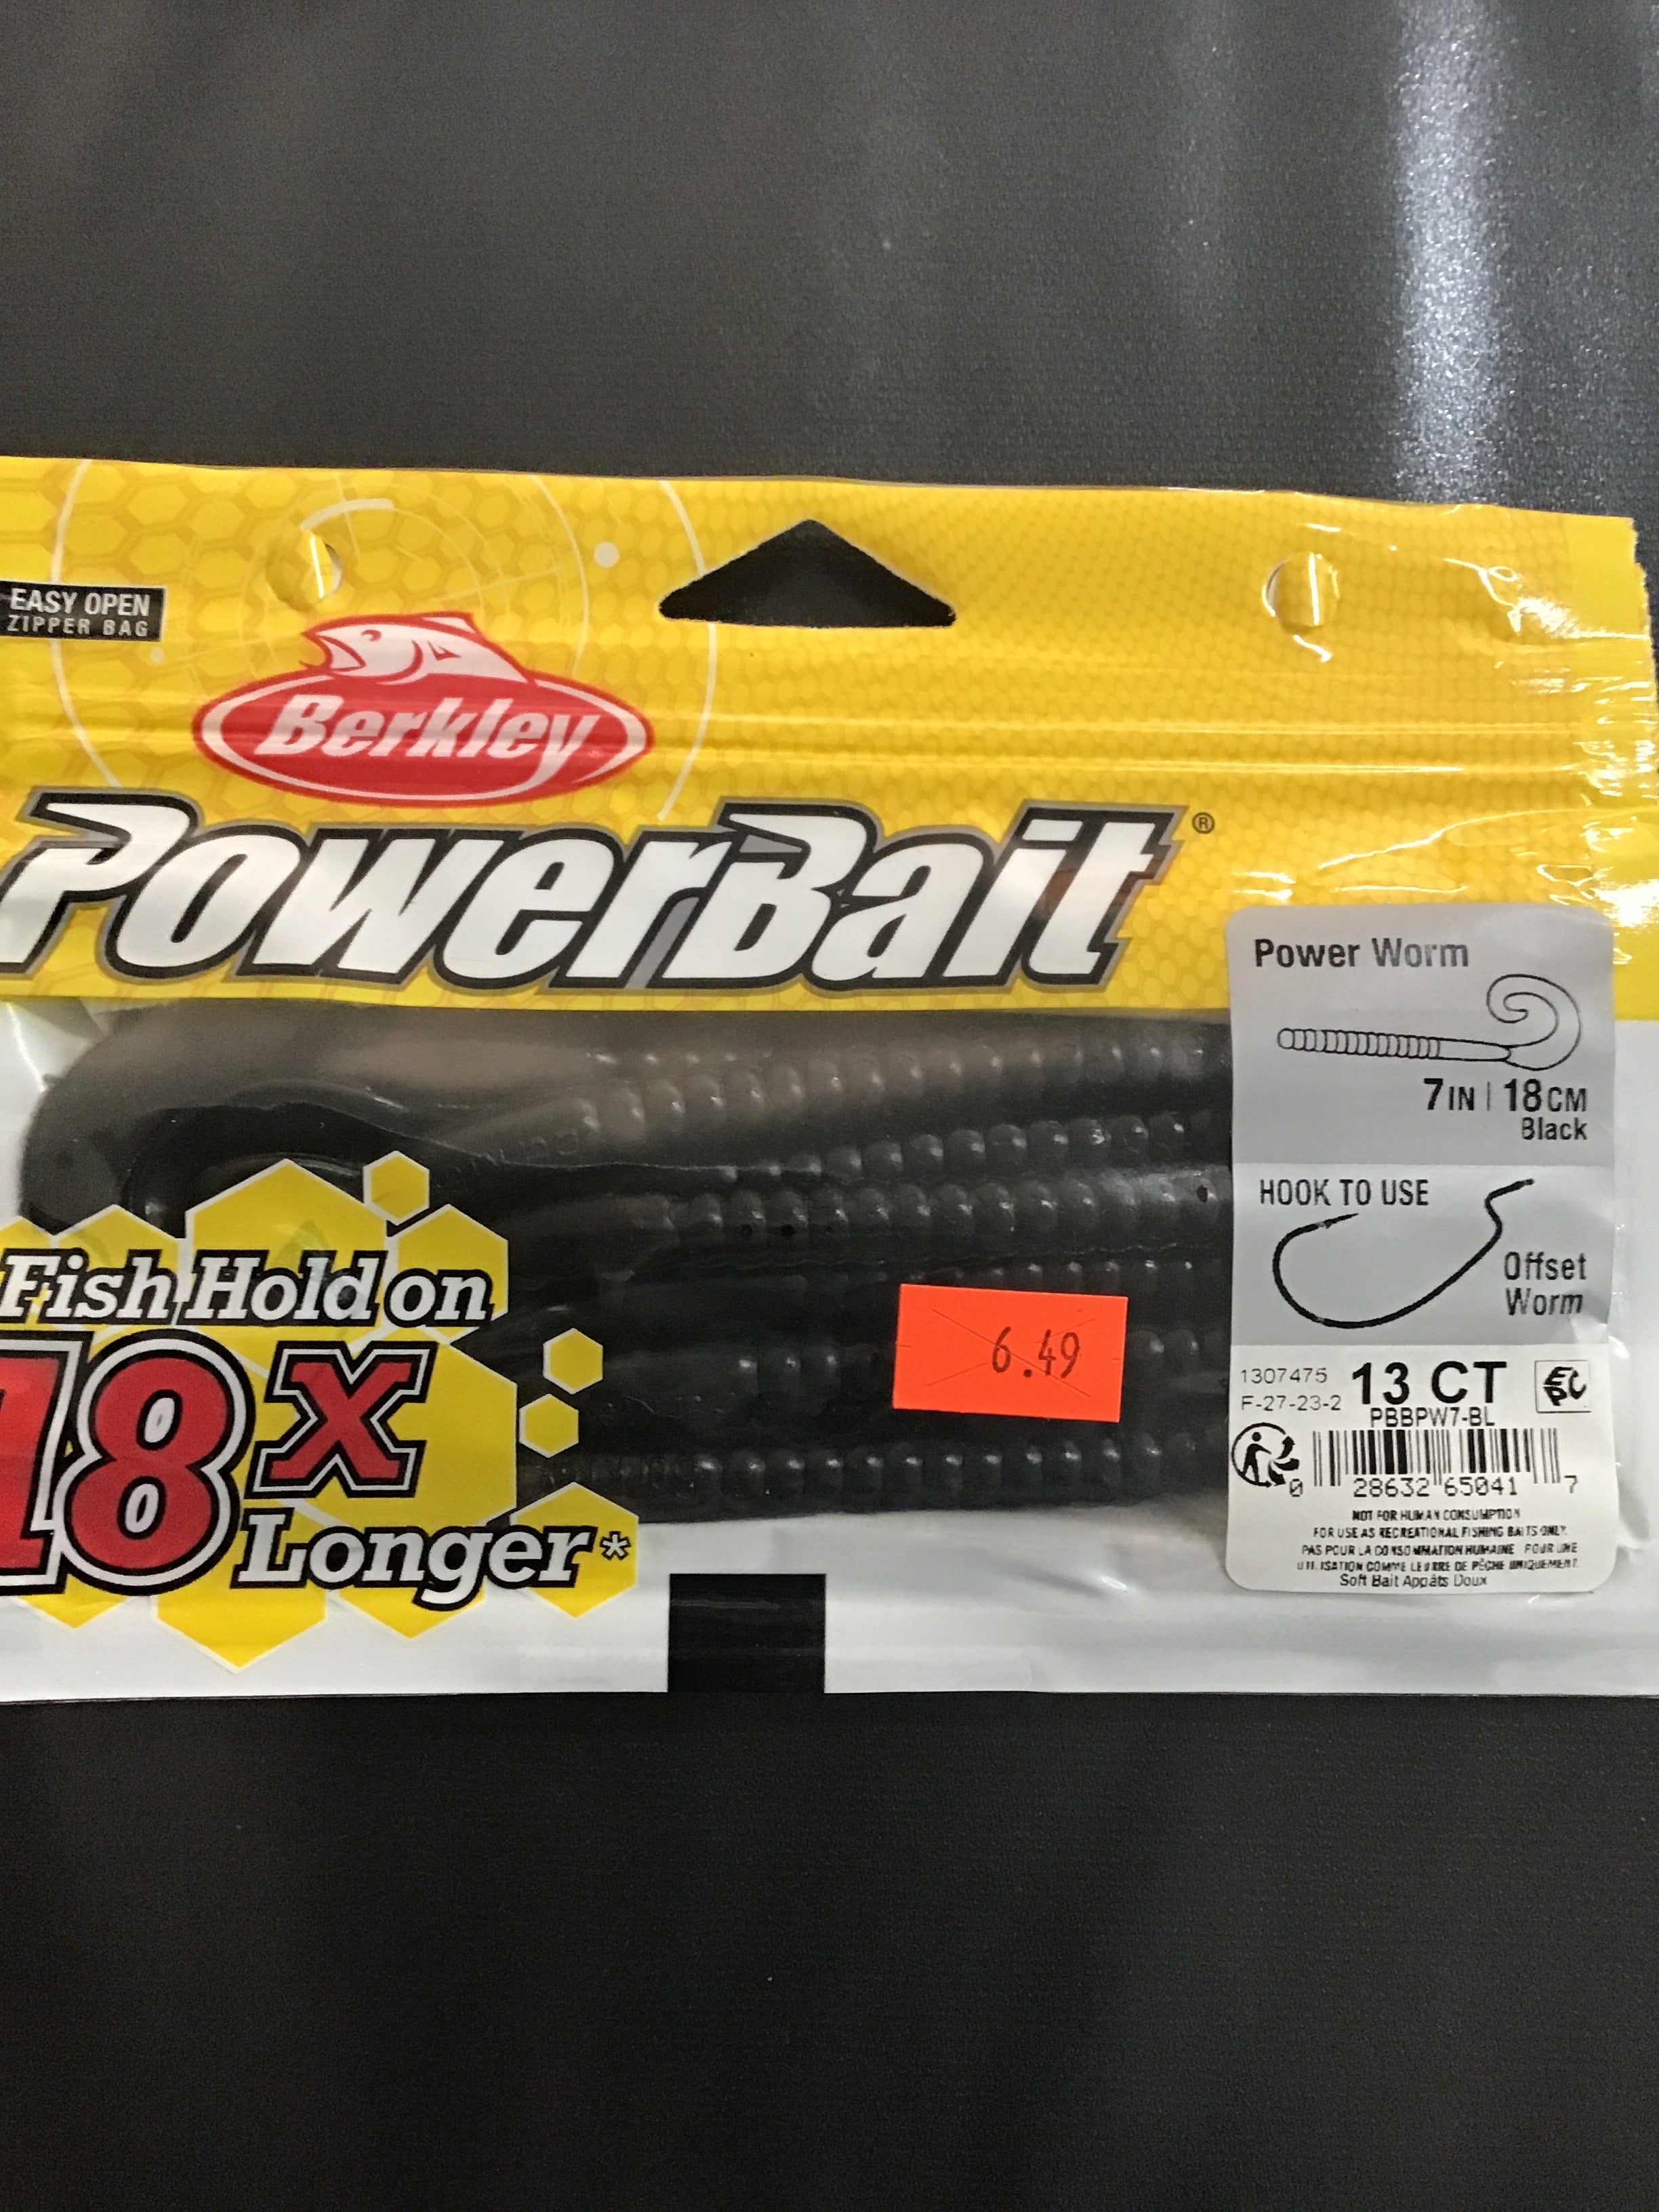 EASY OPEN
ZIPPER BAG
Berkley
PowerBait®
Power Worm
7IN | 18CM
Black
HOOK TO USE
Offset
Worm
Fish Hold on
18X
Longer*
6.49
1307475
F-27-23-2
13 CT
PBBPW7-BL
0 28632 65041 7
NOT FOR HUMAN CONSUMPTION
FOR USE AS RECREATIONAL FISHING BAITS ONLY.
PAS POUR LA CONSOMMATION HUMAINE POUR UNE
UTILISATION COMME LEURRE DE PÊCHE UNIQUEMENT.
Soft Bait Appâts Doux